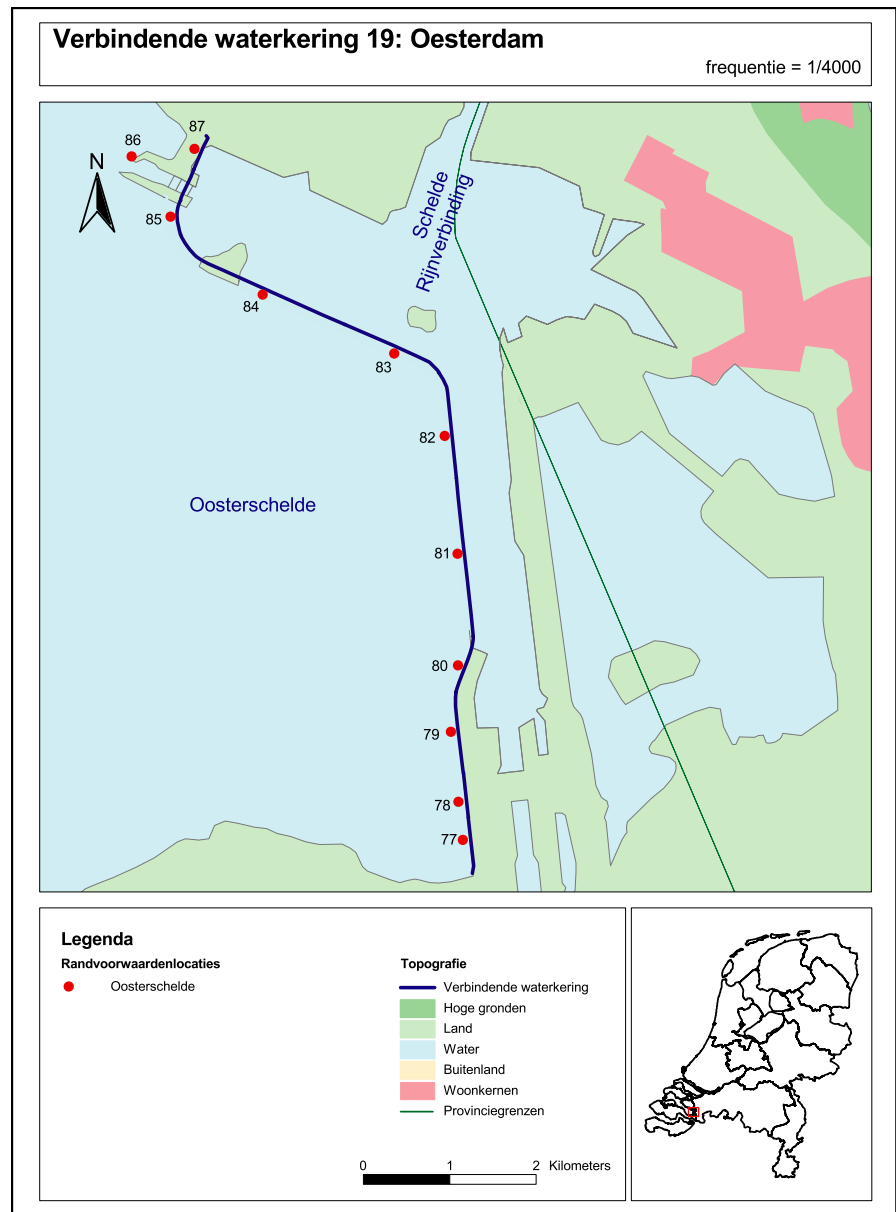 Verbindende waterkering 19: Oesterdam
frequentie = 1/4000
87
86
N
85
84
83
82
81
80
79
78
77
Schelde
Rijnverbinding
Oosterschelde
Legenda
Randvoorwaardenlocaties
Oosterschelde
Topografie
Verbindende waterkering
Hoge gronden
Land
Water
Buitenland
Woonkernen
Provinciegrenzen
0 1 2 Kilometers